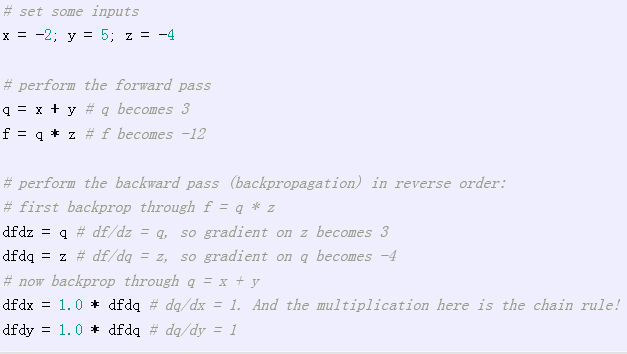 # set some inputs
x = -2; y = 5; z = -4
# perform the forward pass
q = x + y # q becomes 3
f = q * z # f becomes -12
# perform the backward pass (backpropagation) in reverse order:
# first backprop through f = q * z
dfdz = q # df/dz = q, so gradient on z becomes 3
dfdq = z # df/dq = z, so gradient on q becomes -4
# now backprop through q = x + y
dfdx = 1.0 * dfdq # dq/dx = 1. And the multiplication here is the chain rule!
dfdy = 1.0 * dfdq # dq/dy = 1